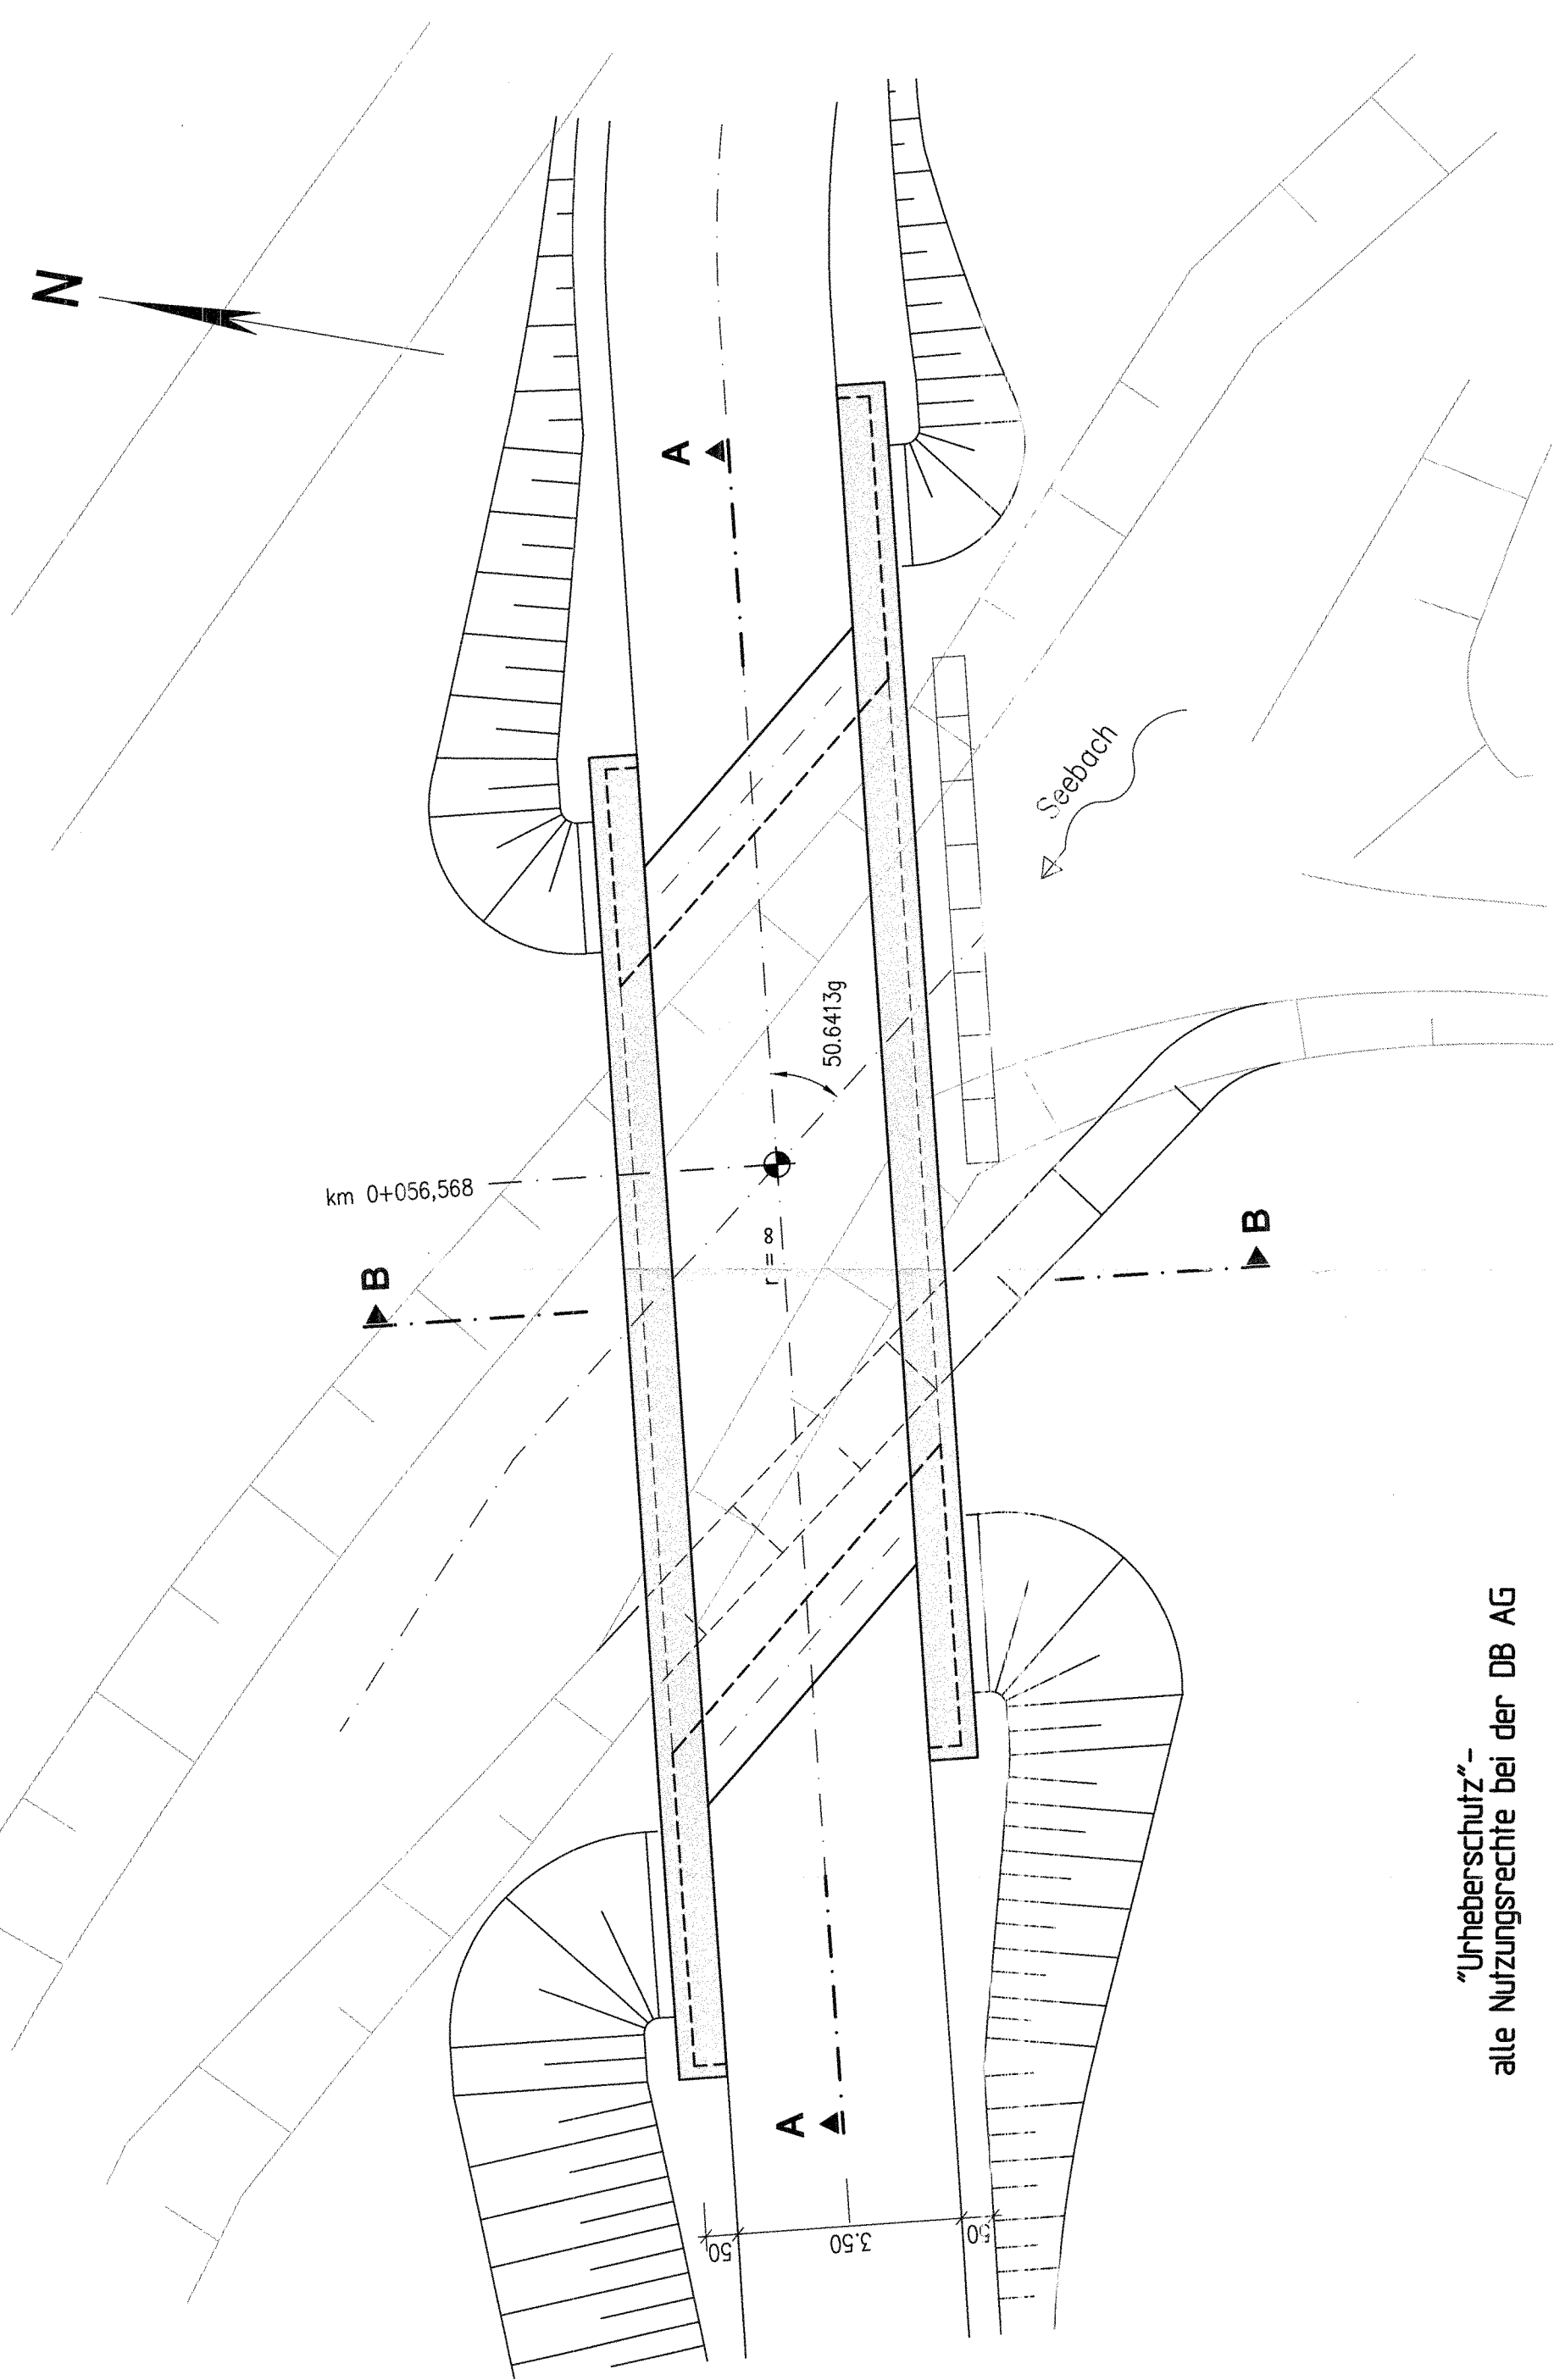 N
A
Seebach
50.6413g
km 0+056,568
r = ∞
B
B
A
50
3.50
50
"Urheberschutz"-
alle Nutzungsrechte bei der DB AG